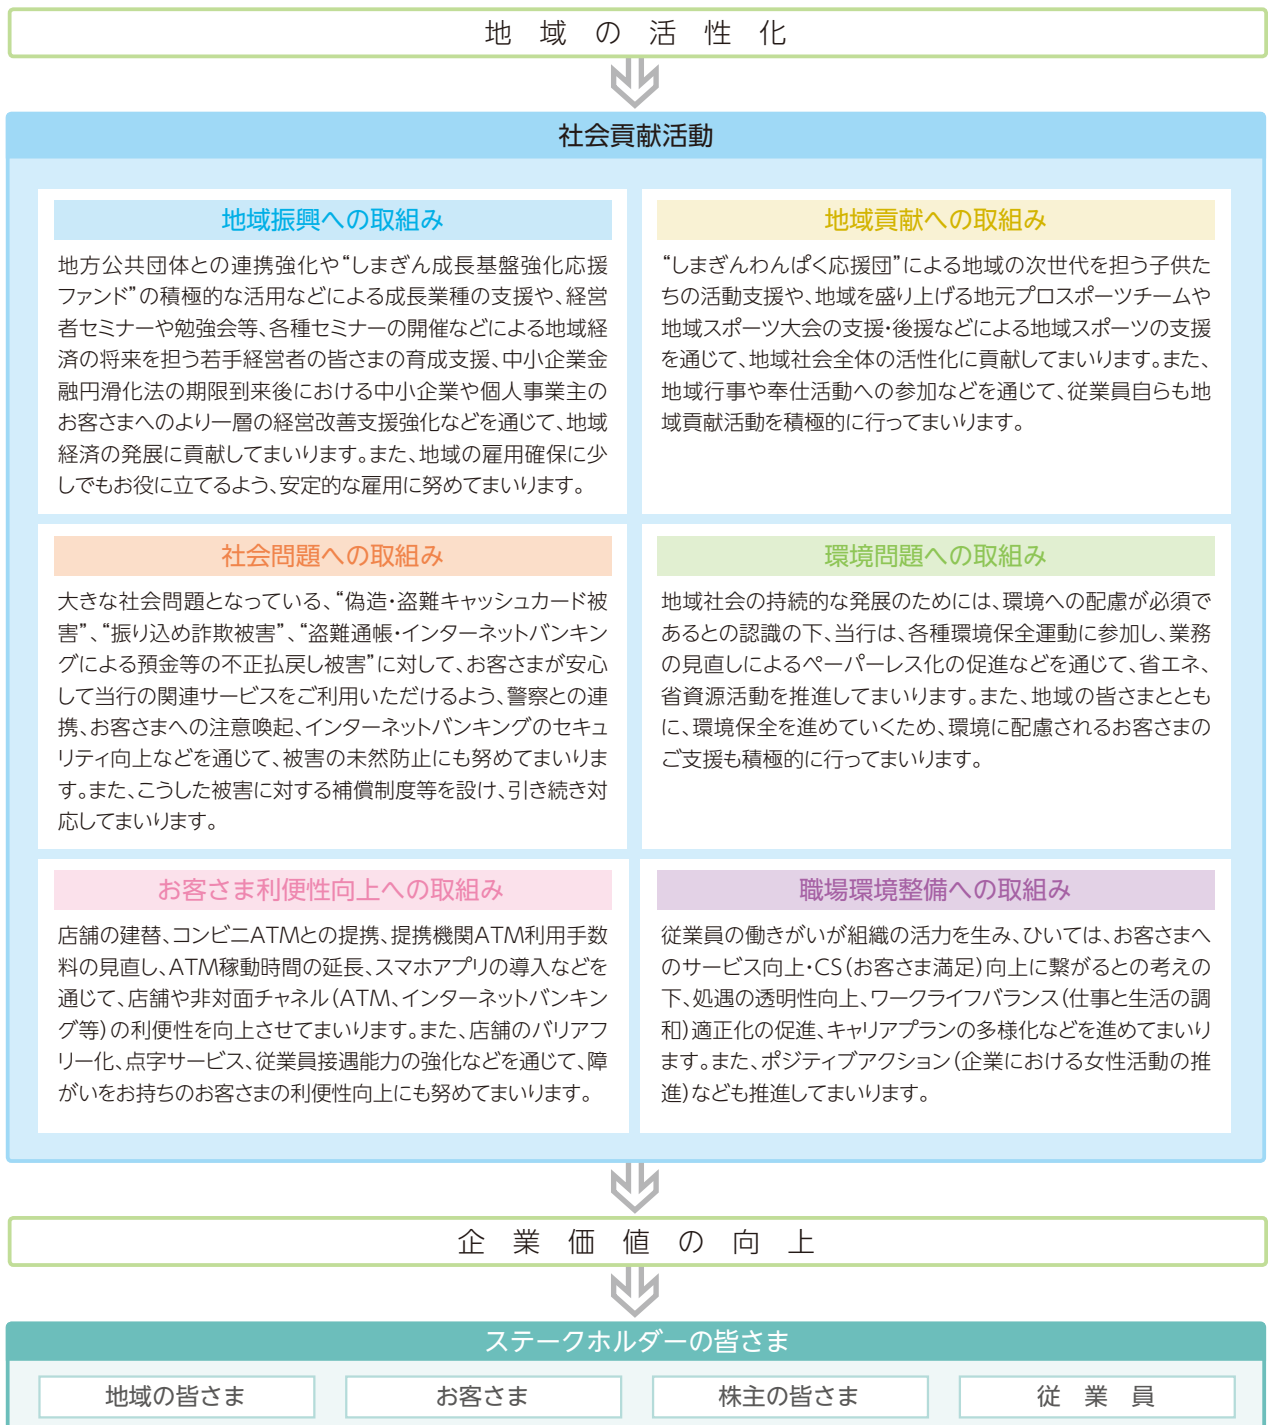 地域の活性化
社会貢献活動
地域振興への取組み
地方公共団体との連携強化や“しまぎん成長基盤強化応援
ファンド”の積極的な活用などによる成長業種の支援や、経営
者セミナーや勉強会等、各種セミナーの開催などによる地域経
済の将来を担う若手経営者の皆さまの育成支援、中小企業金
融円滑化法の期限到来後における中小企業や個人事業主の
お客さまへのより一層の経営改善支援強化などを通じて、地域
経済の発展に貢献してまいります。また、地域の雇用確保に少
しでもお役に立てるよう、安定的な雇用に努めてまいります。
地域貢献への取組み
“しまぎんわんぱく応援団”による地域の次世代を担う子供た
ちの活動支援や、地域を盛り上げる地元プロスポーツチームや
地域スポーツ大会の支援・後援などによる地域スポーツの支援
を通じて、地域社会全体の活性化に貢献してまいります。また、
地域行事や奉仕活動への参加などを通じて、従業員自らも地
域貢献活動を積極的に行ってまいります。
社会問題への取組み
大きな社会問題となっている、“偽造・盗難キャッシュカード被
害”、“振り込め詐欺被害”、“盗難通帳・インターネットバンキン
グによる預金等の不正払戻し被害”に対して、お客さまが安心
して当行の関連サービスをご利用いただけるよう、警察との連
携、お客さまへの注意喚起、インターネットバンキングのセキュ
リティ向上などを通じて、被害の未然防止にも努めてまいりま
す。また、こうした被害に対する補償制度等を設け、引き続き対
応してまいります。
環境問題への取組み
地域社会の持続的な発展のためには、環境への配慮が必須で
あるとの認識の下、当行は、各種環境保全運動に参加し、業務
の見直しによるペーパーレス化の促進などを通じて、省エネ、
省資源活動を推進してまいります。また、地域の皆さまととも
に、環境保全を進めていくため、環境に配慮されるお客さまの
ご支援も積極的に行ってまいります。
お客さま利便性向上への取組み
店舗の建替、コンビニATMとの提携、提携機関ATM利用手数
料の見直し、ATM稼動時間の延長、スマホアプリの導入などを
通じて、店舗や非対面チャネル（ATM、インターネットバンキン
グ等）の利便性を向上させてまいります。また、店舗のバリアフ
リー化、点字サービス、従業員接遇能力の強化などを通じて、障
がいをお持ちのお客さまの利便性向上にも努めてまいります。
職場環境整備への取組み
従業員の働きがいが組織の活力を生み、ひいては、お客さまへ
のサービス向上・CS（お客さま満足）向上に繋がるとの考えの
下、処遇の透明性向上、ワークライフバランス（仕事と生活の調
和）適正化の促進、キャリアプランの多様化などを進めてまいり
ます。また、ポジティブアクション（企業における女性活動の推
進）なども推進してまいります。
企業価値の向上
ステークホルダーの皆さま
地域の皆さま
お客さま
株主の皆さま
従業員